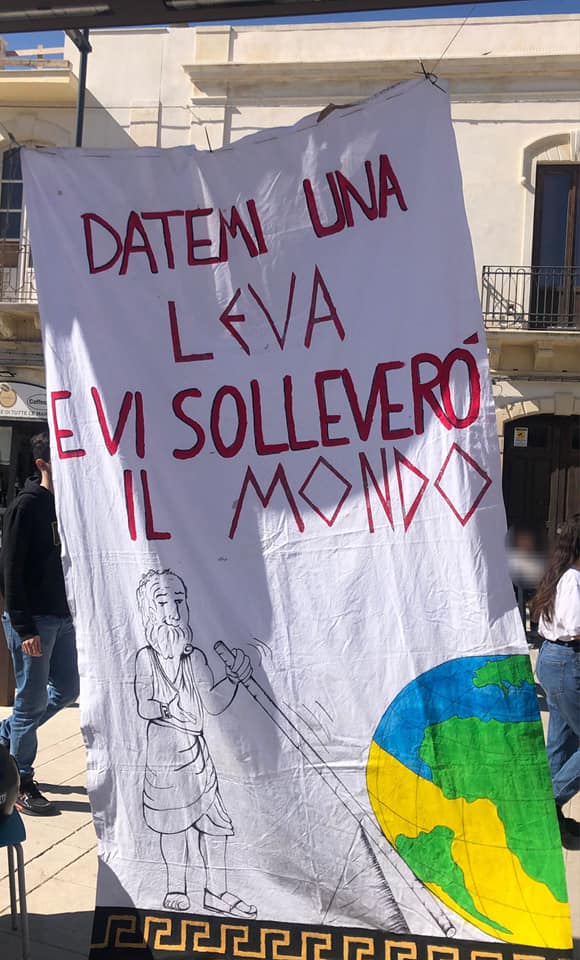 DATEMI UNA
LEVA
E VI SOLLEVERÓ
IL MONDO